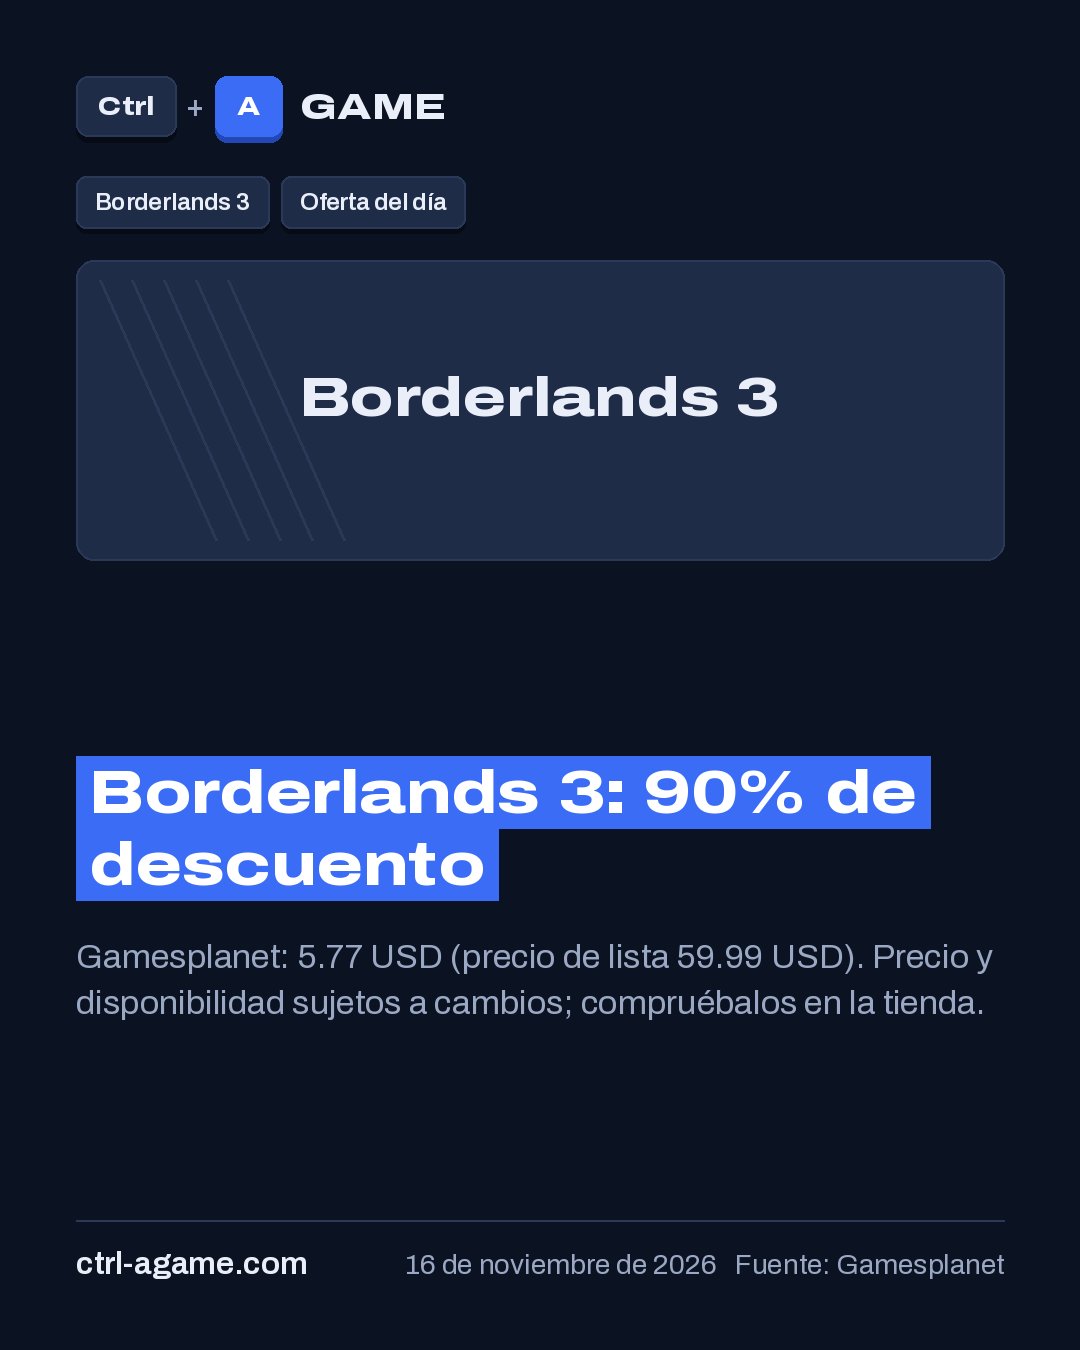 Ctrl + A GAME
Borderlands 3 Oferta del día
Borderlands 3
Borderlands 3: 90% de
descuento
Gamesplanet: 5.77 USD (precio de lista 59.99 USD). Precio y
disponibilidad sujetos a cambios; compruébalos en la tienda.
ctrl-agame.com 16 de noviembre de 2026 Fuente: Gamesplanet